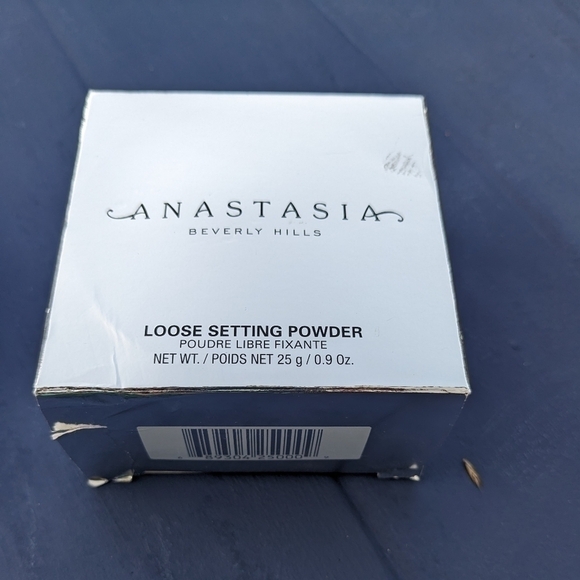 ANASTASIA
BEVERLY HILLS
LOOSE SETTING POWDER
POUDRE LIBRE FIXANTE
NET WT. / POIDS NET 25 g / 0.9 Oz.